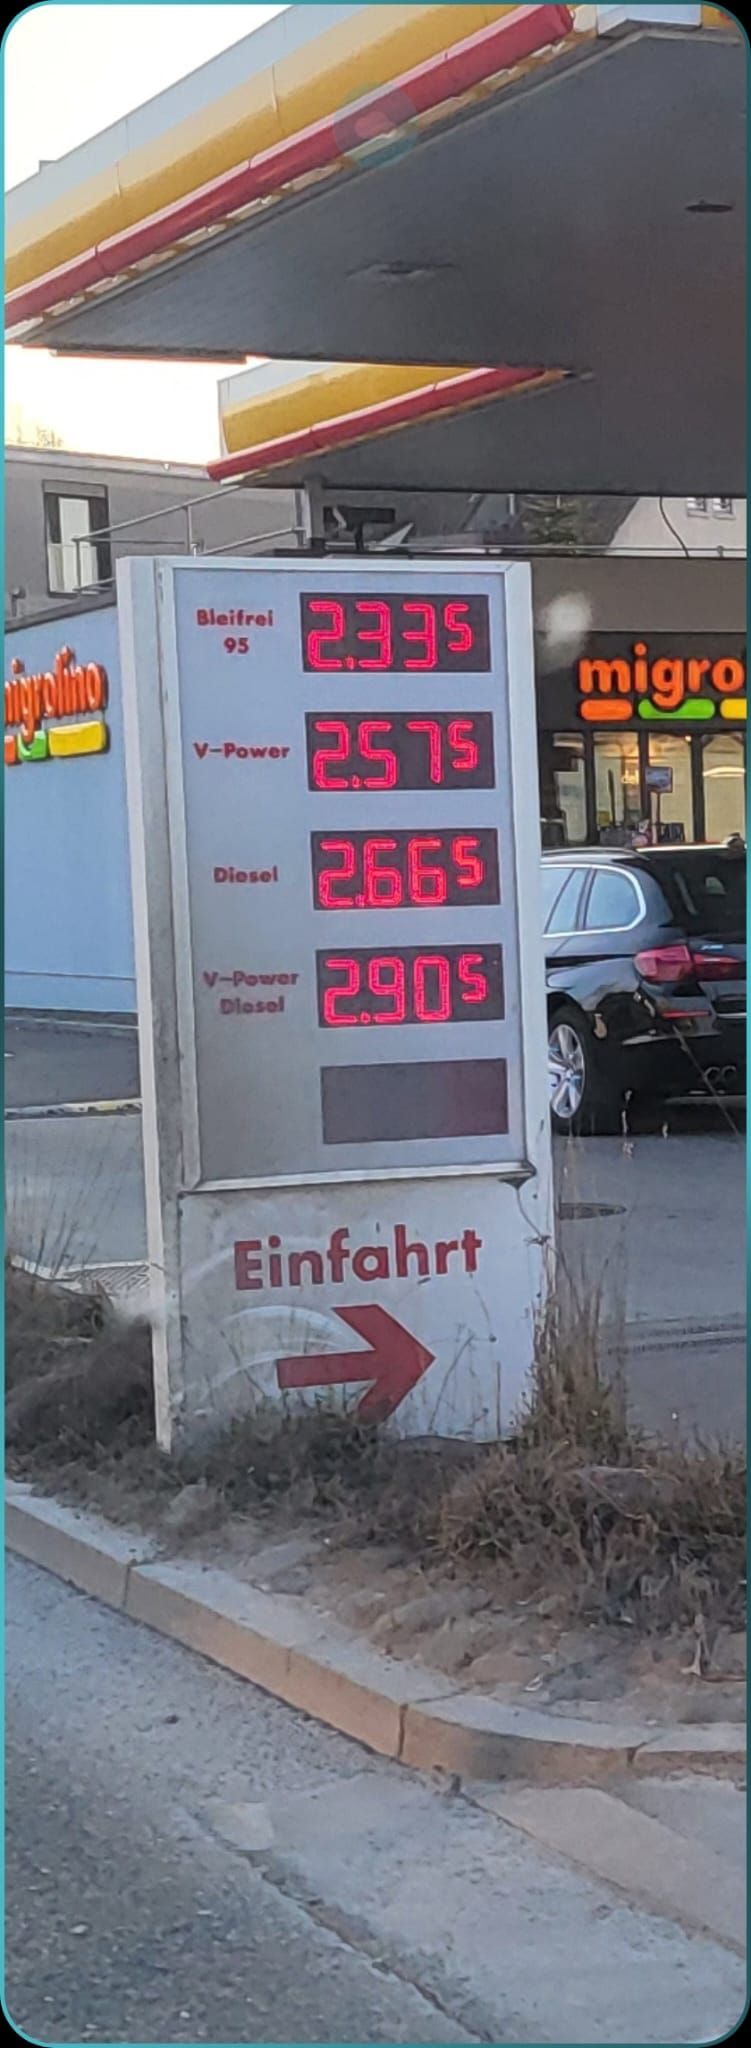 Bleifrei
95
2.335
V-Power
2.575
Diesel
2.665
V-Power
Diesel
2.905
Einfahrt
migrolino
migro